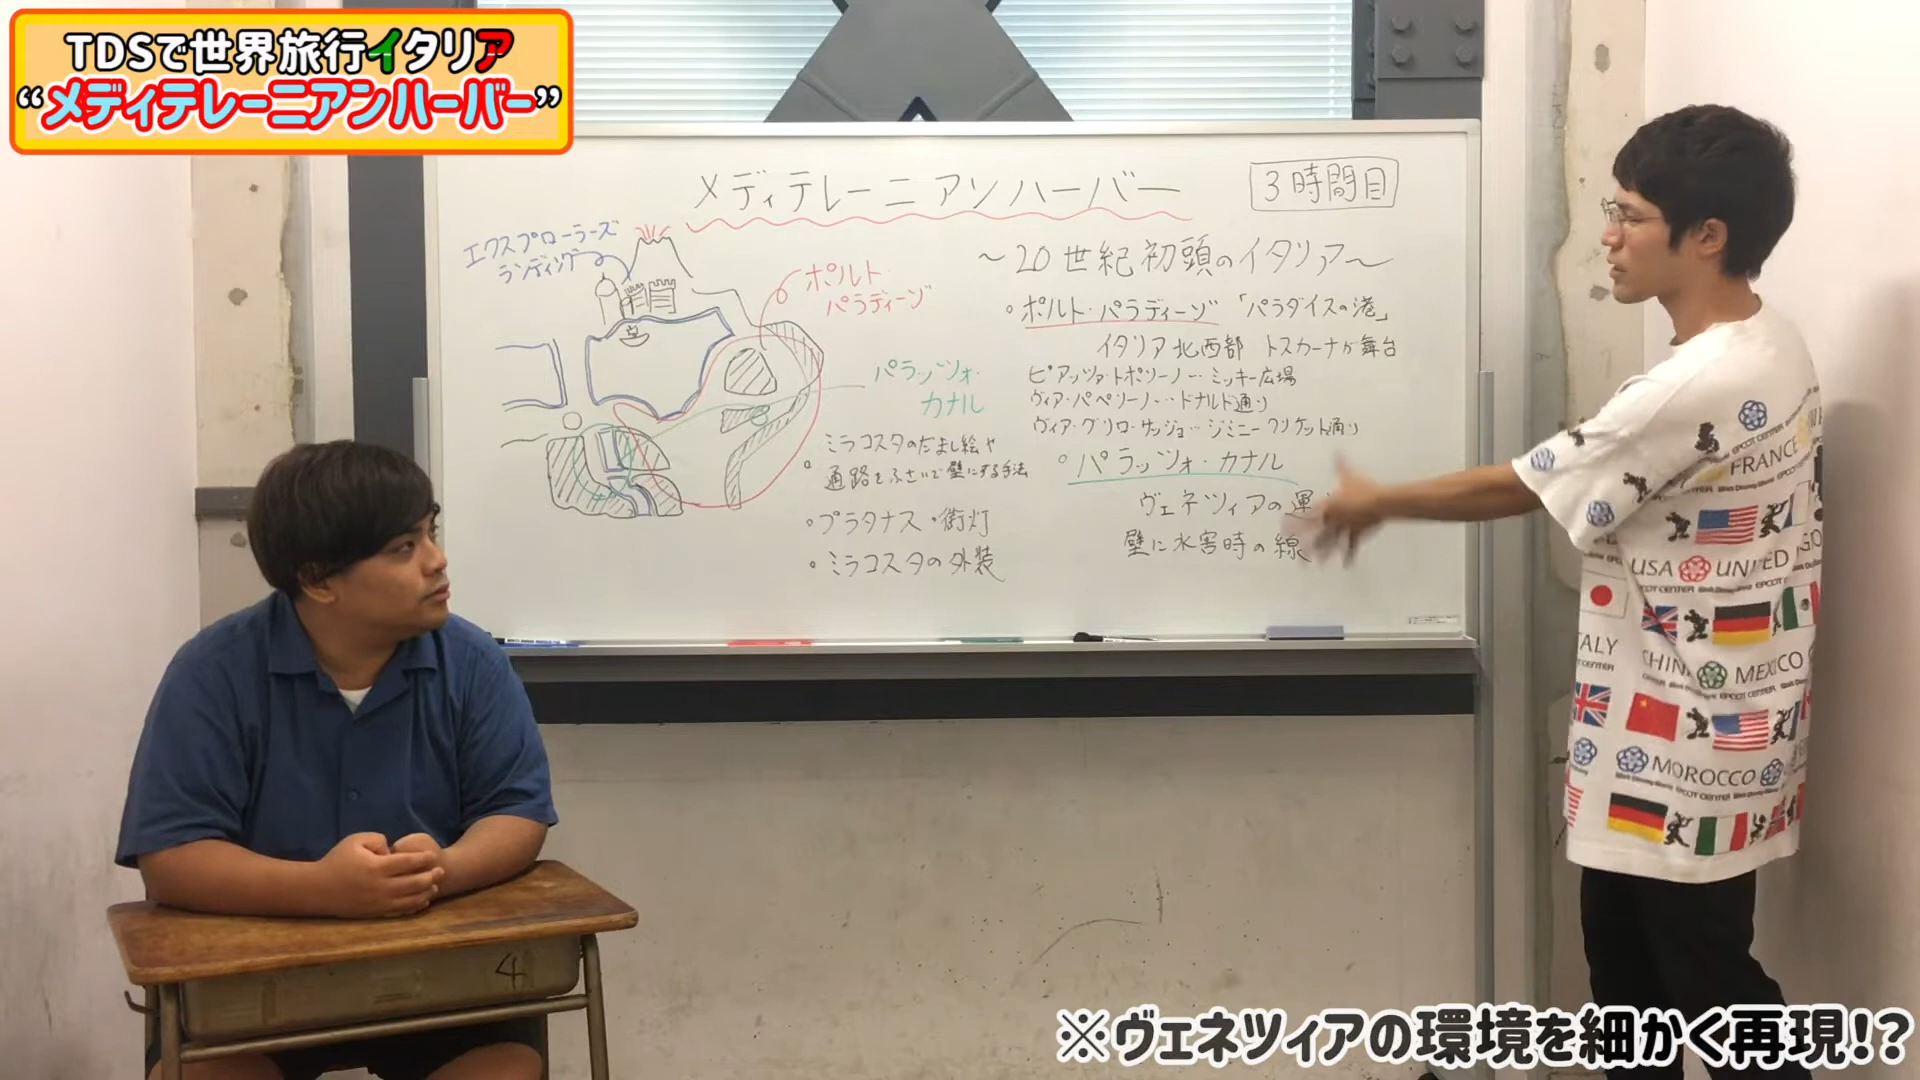 TDSで世界旅行イタリア
“メディテレーニアンハーバー”
メディテレーニアンハーバー
3時間目
～20世紀初頭のイタリア～
エクスプローラーズ
ランディング
ポルト・
パラディーゾ
パラッツォ・
カナル
ミラコスタのだまし絵や
通路をふさいで壁にする手法
・プラタナス・街灯
ミラコスタの外装
ポルト・パラディーゾ 「パラダイスの港」
イタリア北西部 トスカーナが舞台
ピアッツァ・トポリーノ…ミッキー広場
ヴィア・パペリーノ…ドナルド通り
ヴィア・グリロ・サッジョ…ジミニークリケット通り
パラッツォ・カナル
ヴェネツィアの運
壁に水害時の線
4
FRANCE
EPCOT CENTER
USA
UNITED
EPCOT CENTER
ALY
CHIN
MEXICO
EPCOT CENTER
MOROCCO
EPCOT CENTER
※ヴェネツィアの環境を細かく再現!?